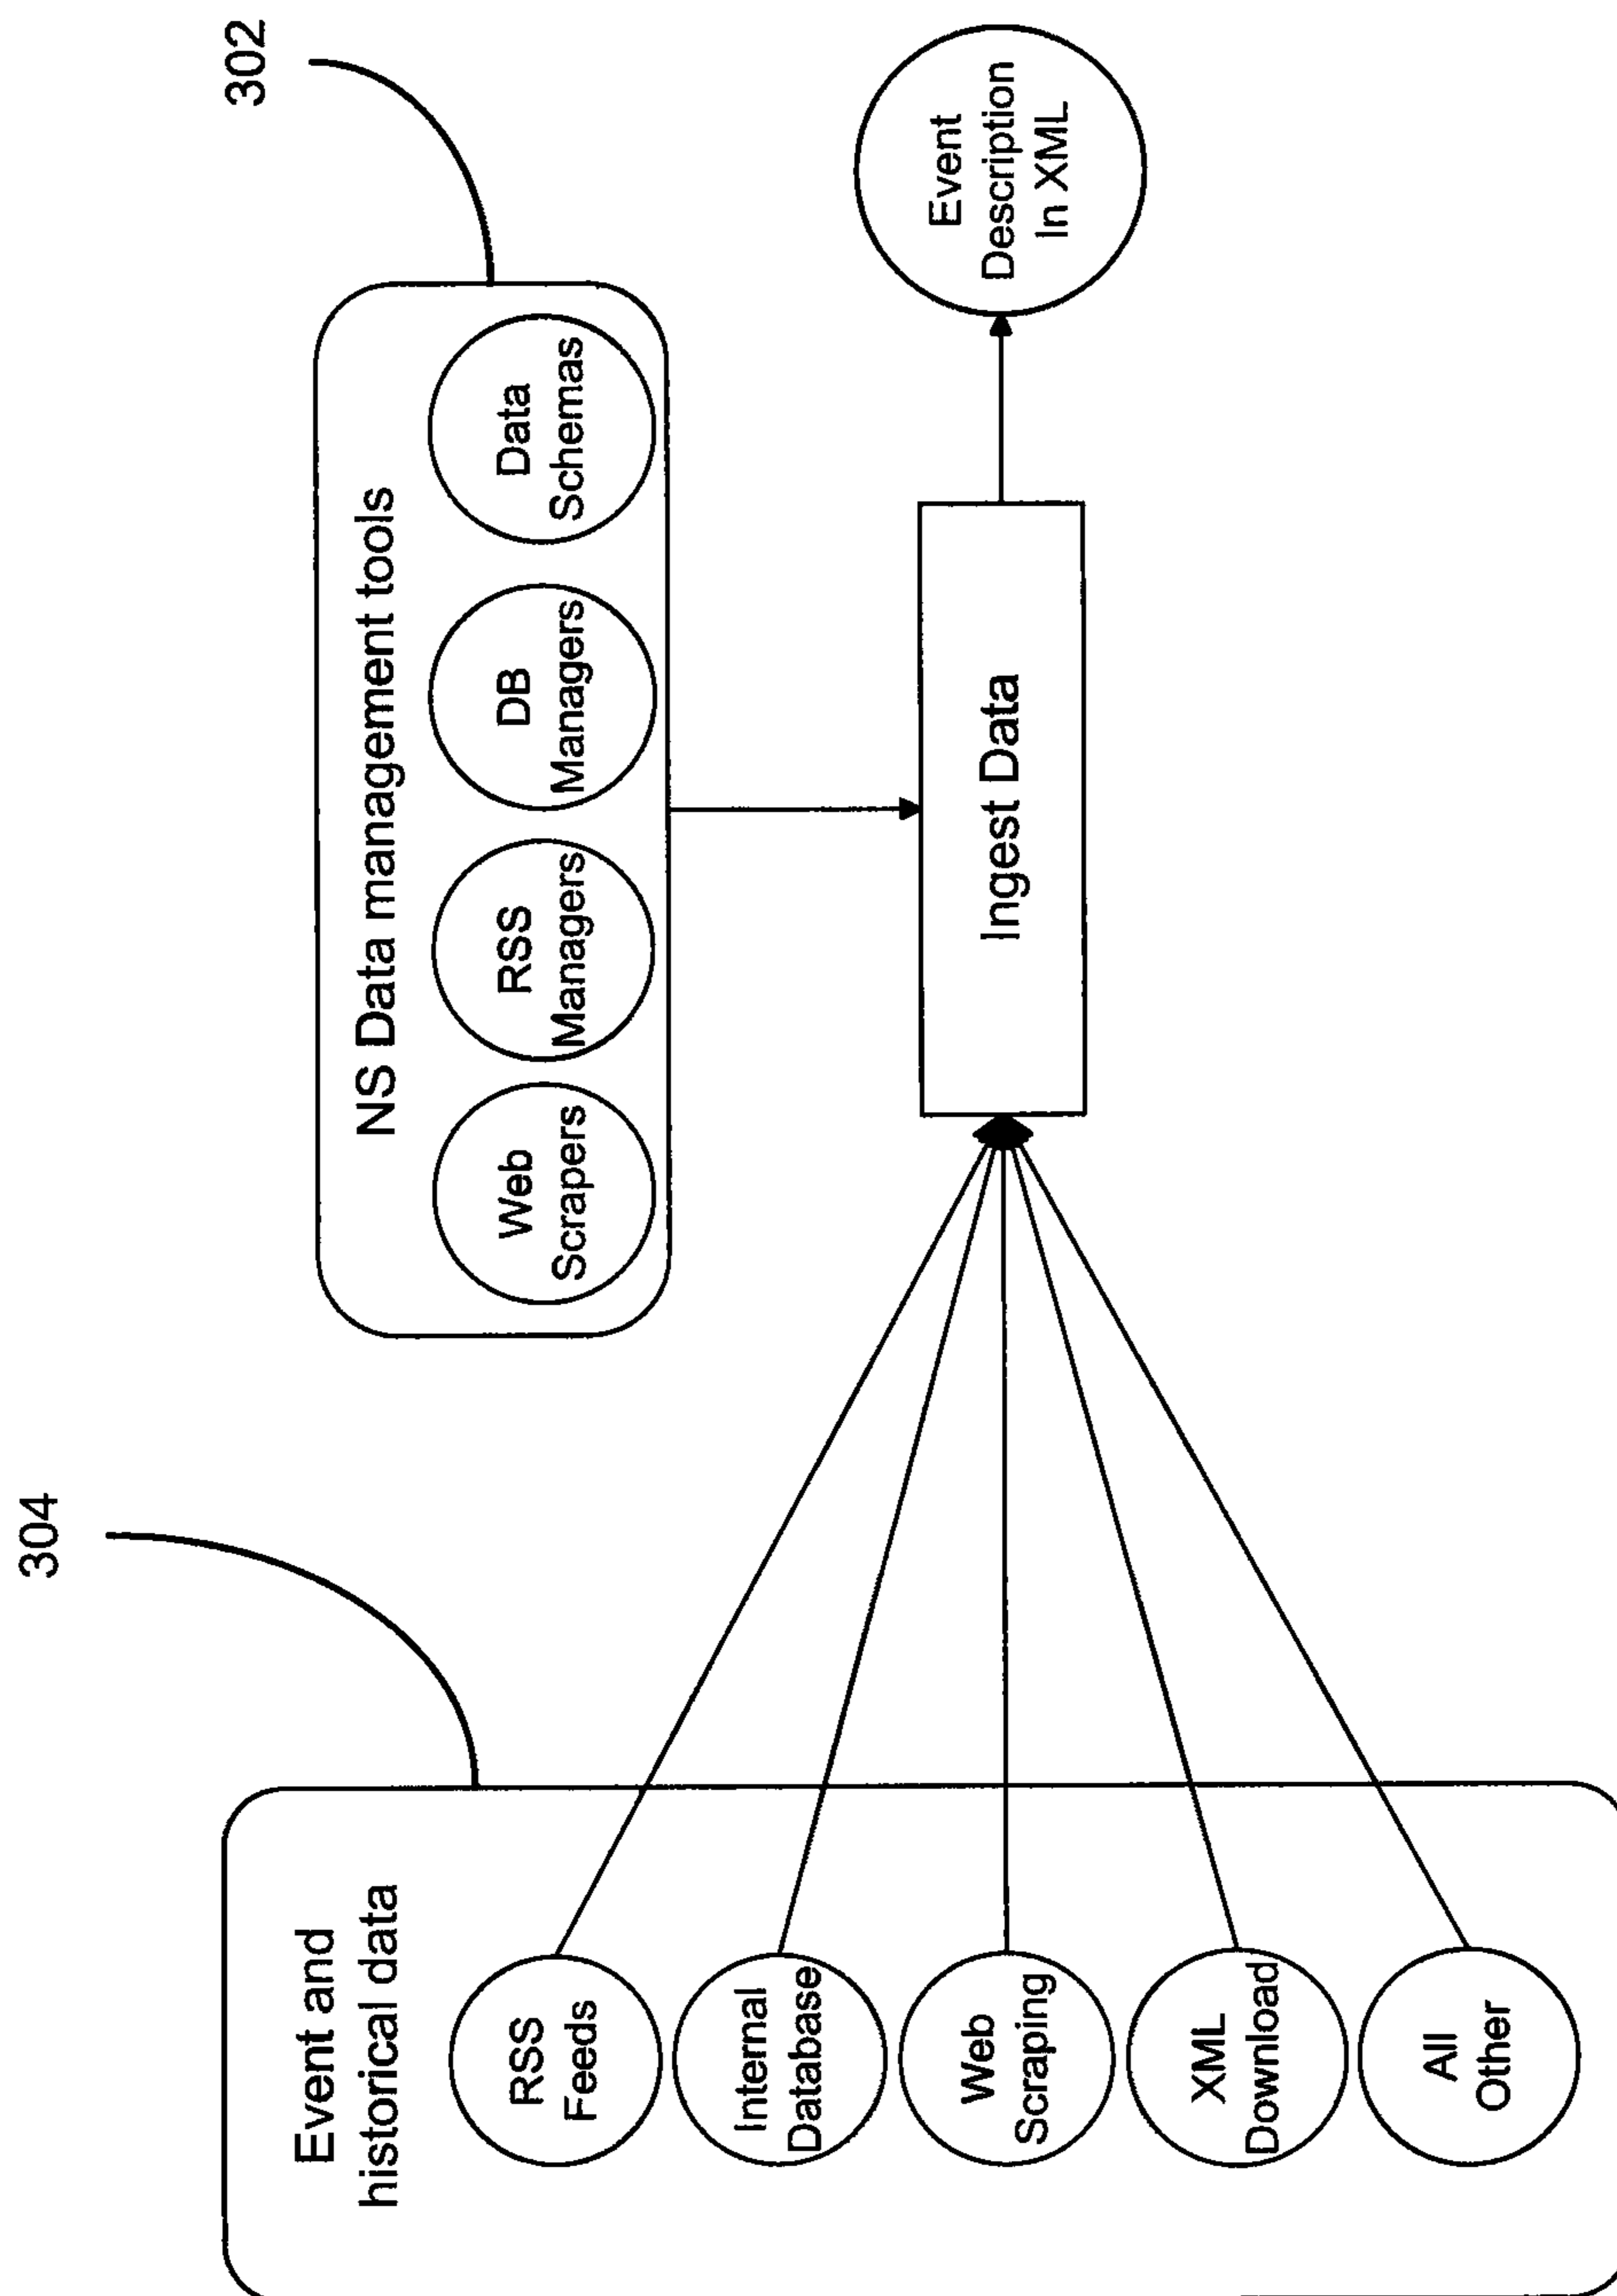 304
302
Event and
historical data
RSS
Feeds
Internal
Database
Web
Scraping
XML
Download
All
Other
NS Data management tools
Web
Scrapers
RSS
Managers
DB
Managers
Data
Schemas
Ingest Data
Event
Description
In XML